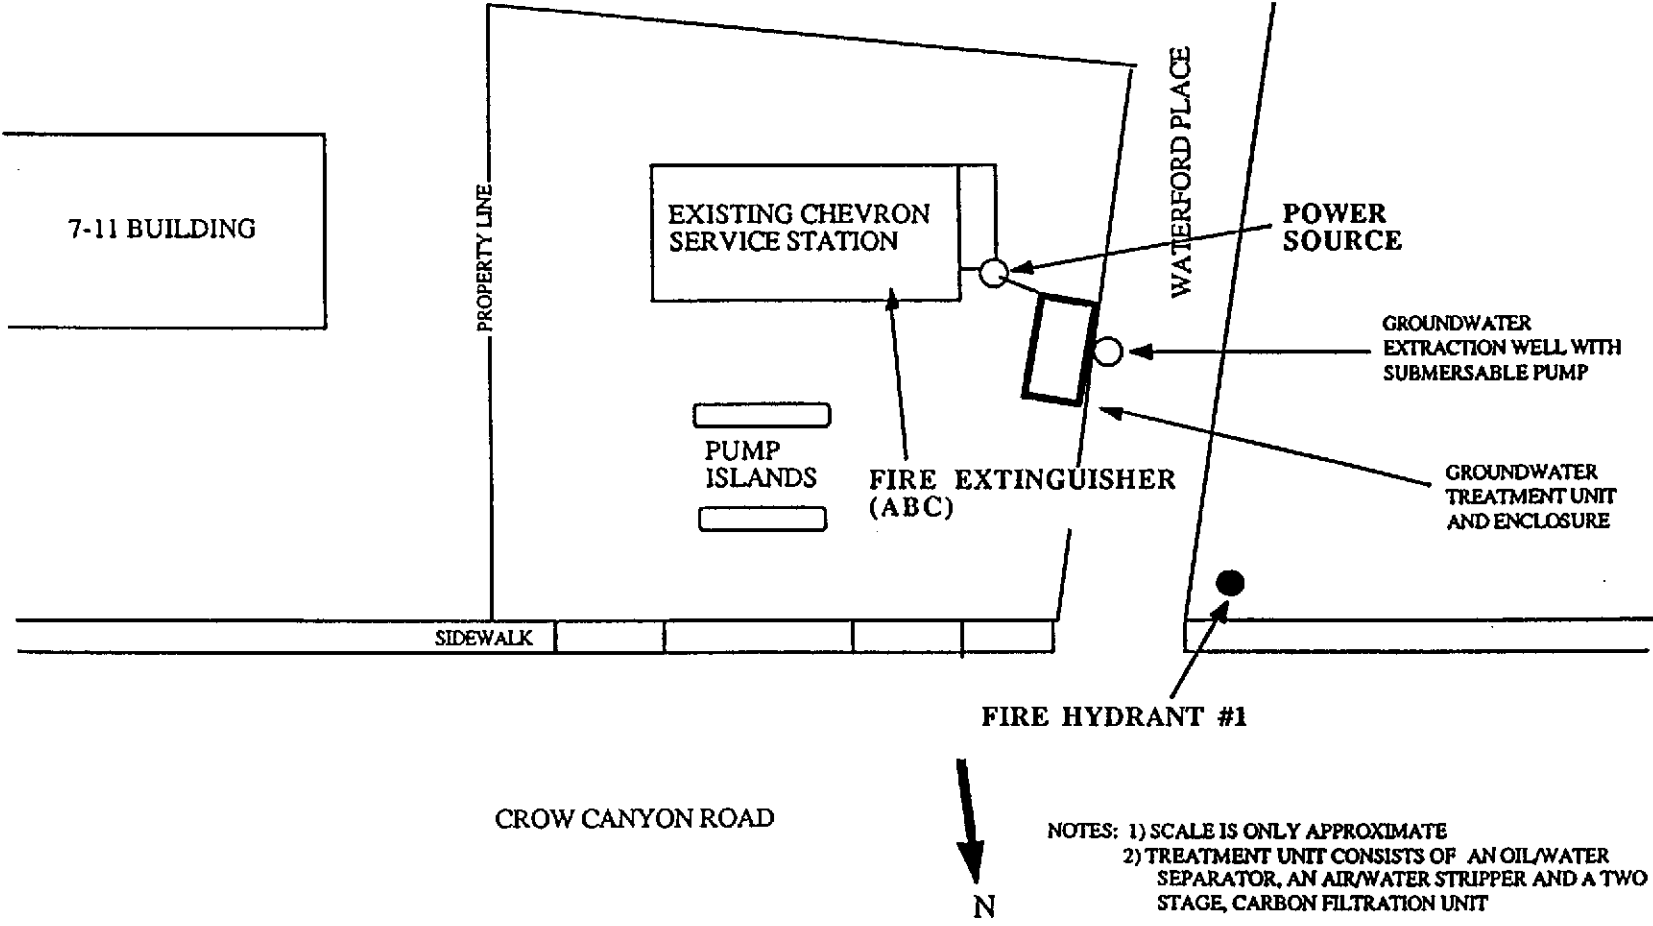 WATERFORD PLACE
7-11 BUILDING
PROPERTY LINE
EXISTING CHEVRON
SERVICE STATION
POWER
SOURCE
GROUNDWATER
EXTRACTION WELL WITH
SUBMERSABLE PUMP
PUMP
ISLANDS
FIRE EXTINGUISHER
(ABC)
GROUNDWATER
TREATMENT UNIT
AND ENCLOSURE
SIDEWALK
FIRE HYDRANT #1
CROW CANYON ROAD
N
NOTES: 1) SCALE IS ONLY APPROXIMATE
2) TREATMENT UNIT CONSISTS OF AN OIL/WATER
SEPARATOR, AN AIR/WATER STRIPPER AND A TWO
STAGE, CARBON FILTRATION UNIT